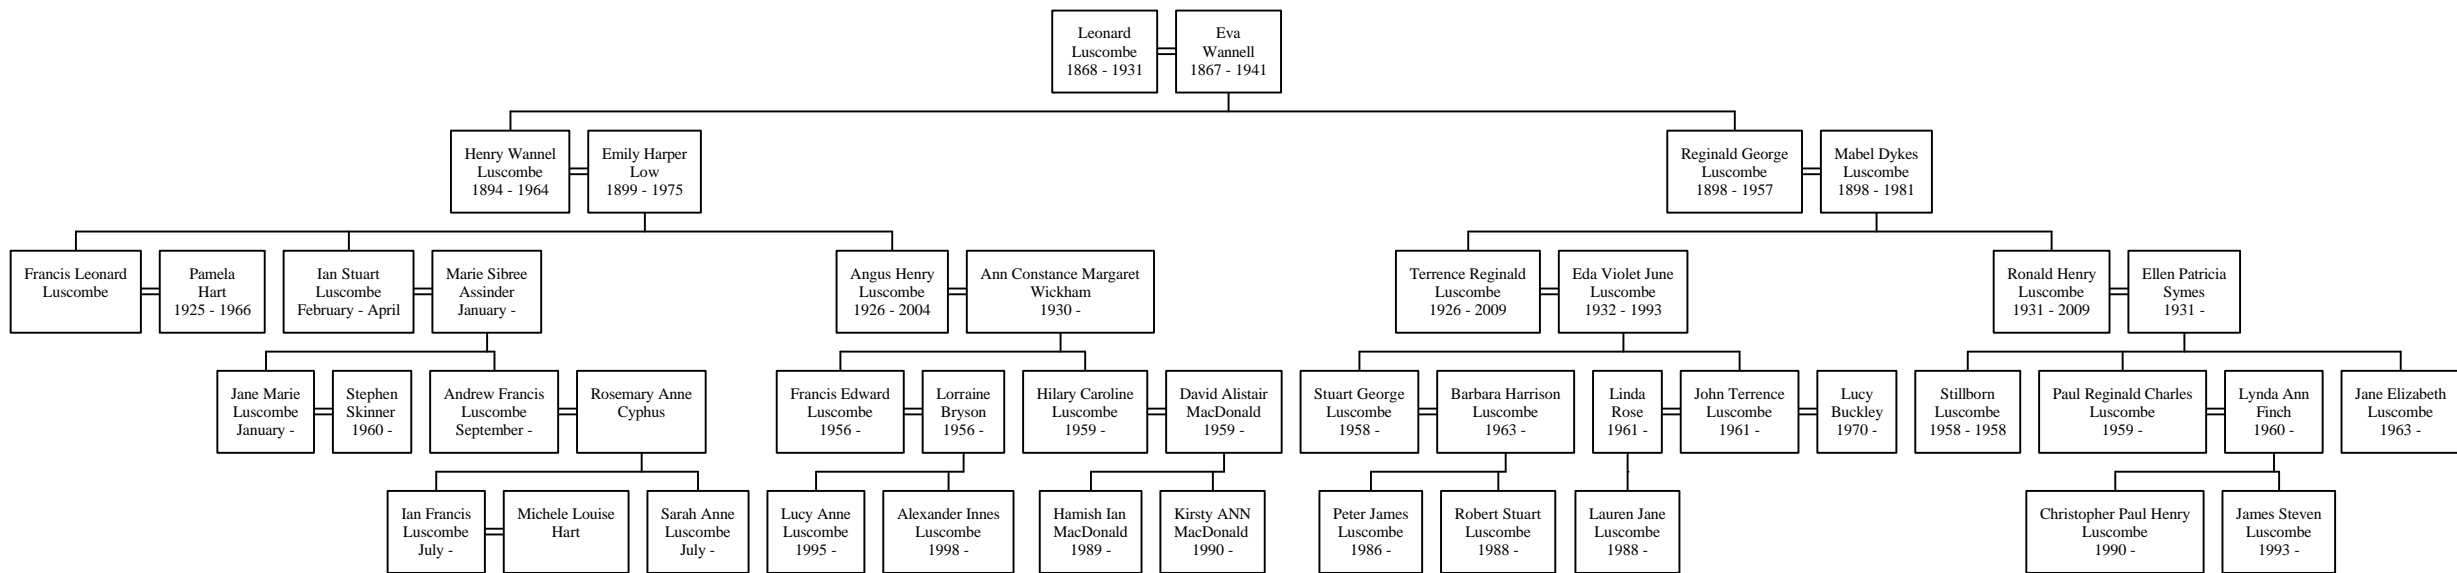 Leonard
Luscombe
1868 - 1931
Eva
Wannell
1867 - 1941
Henry Wannel
Luscombe
1894 - 1964
Emily Harper
Low
1899 - 1975
Reginald George
Luscombe
1898 - 1957
Mabel Dykes
Luscombe
1898 - 1981
Francis Leonard
Luscombe
Pamela
Hart
1925 - 1966
Ian Stuart
Luscombe
February - April
Marie Sibree
Assinder
January -
Angus Henry
Luscombe
1926 - 2004
Ann Constance Margaret
Wickham
1930 -
Terrence Reginald
Luscombe
1926 - 2009
Eda Violet June
Luscombe
1932 - 1993
Ronald Henry
Luscombe
1931 - 2009
Ellen Patricia
Symes
1931 -
Jane Marie
Luscombe
January -
Stephen
Skinner
1960 -
Andrew Francis
Luscombe
September -
Rosemary Anne
Cyphus
Francis Edward
Luscombe
1956 -
Lorraine
Bryson
1956 -
Hilary Caroline
Luscombe
1959 -
David Alistair
MacDonald
1959 -
Stuart George
Luscombe
1958 -
Barbara Harrison
Luscombe
1963 -
Linda
Rose
1961 -
John Terrence
Luscombe
1961 -
Lucy
Buckley
1970 -
Stillborn
Luscombe
1958 - 1958
Paul Reginald Charles
Luscombe
1959 -
Lynda Ann
Finch
1960 -
Jane Elizabeth
Luscombe
1963 -
Ian Francis
Luscombe
July -
Michele Louise
Hart
Sarah Anne
Luscombe
July -
Lucy Anne
Luscombe
1995 -
Alexander Innes
Luscombe
1998 -
Hamish Ian
MacDonald
1989 -
Kirsty ANN
MacDonald
1990 -
Peter James
Luscombe
1986 -
Robert Stuart
Luscombe
1988 -
Lauren Jane
Luscombe
1988 -
Christopher Paul Henry
Luscombe
1990 -
James Steven
Luscombe
1993 -